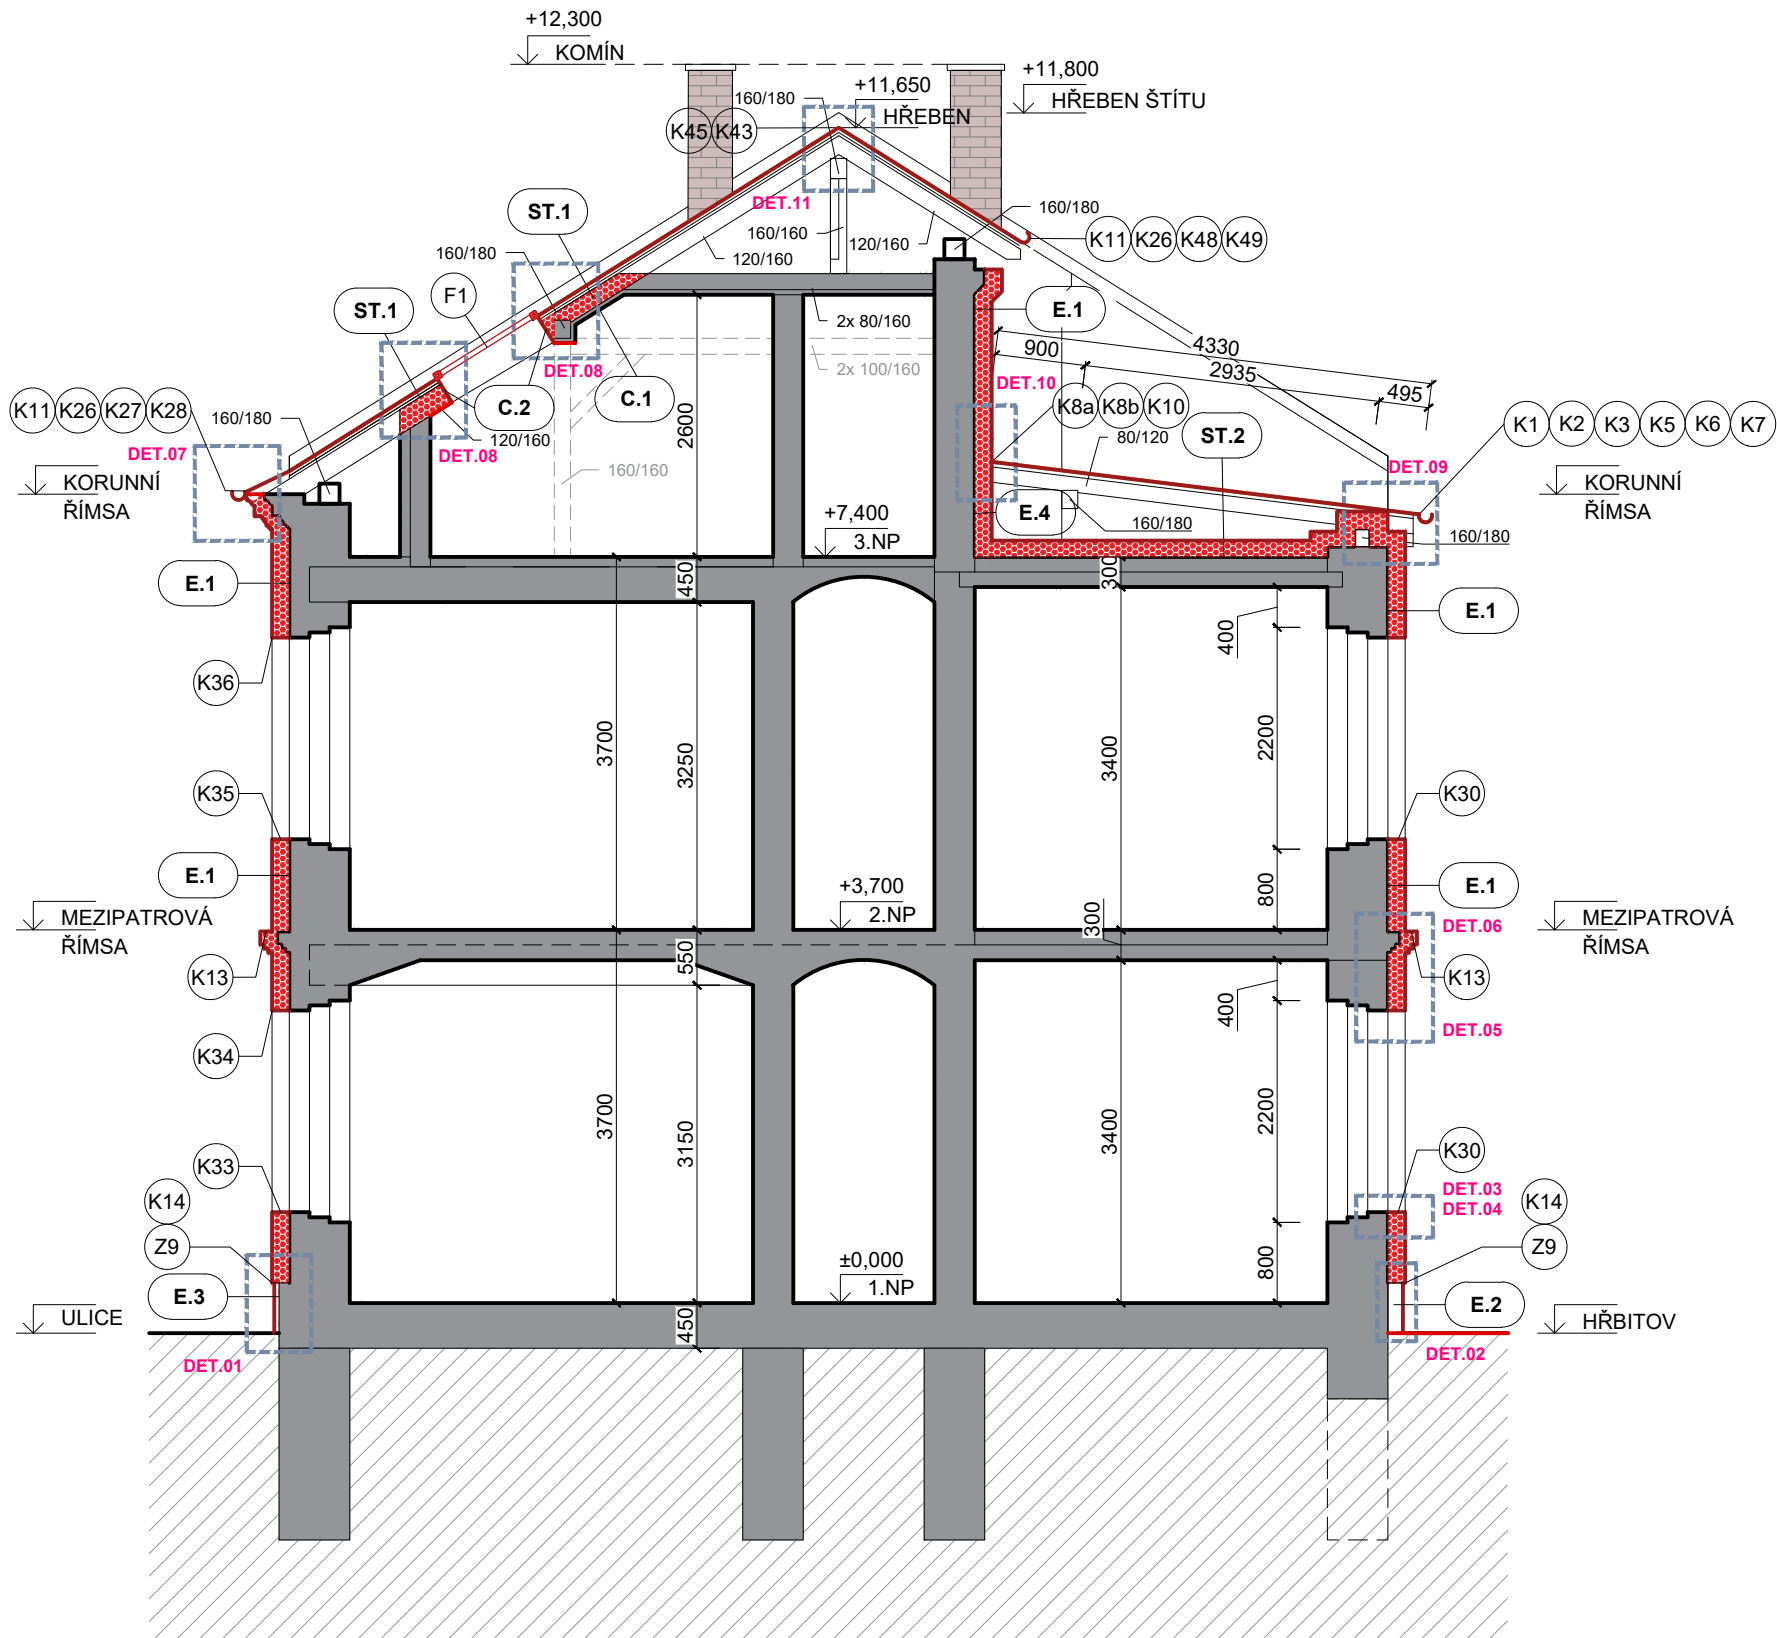 +12,300
KOMÍN
+11,800
HŘEBEN ŠTÍTU
+11,650
HŘEBEN
160/180
K45 K43
DET.11
ST.1
160/180
160/160
120/160
120/160
160/180
K11 K26 K48 K49
F1
ST.1
E.1
2x 80/160
2x 100/160
4330
900
2935
495
DET.08
DET.10
C.2
C.1
2600
K11 K26 K27 K28
160/180
120/160
DET.08
DET.07
K8a K8b K10
80/120
ST.2
K1 K2 K3 K5 K6 K7
DET.09
KORUNNÍ
ŘÍMSA
KORUNNÍ
ŘÍMSA
160/160
+7,400
3.NP
E.4
160/180
160/180
E.1
450
300
E.1
400
K36
3700
3250
3400
2200
K35
K30
E.1
+3,700
2.NP
800
E.1
MEZIPATROVÁ
ŘÍMSA
300
DET.06
MEZIPATROVÁ
ŘÍMSA
K13
550
K13
400
DET.05
K34
3700
3150
3400
2200
K33
K30
K14
DET.03
DET.04
K14
Z9
Z9
E.3
±0,000
1.NP
800
E.2
ULICE
450
HŘBITOV
DET.01
DET.02